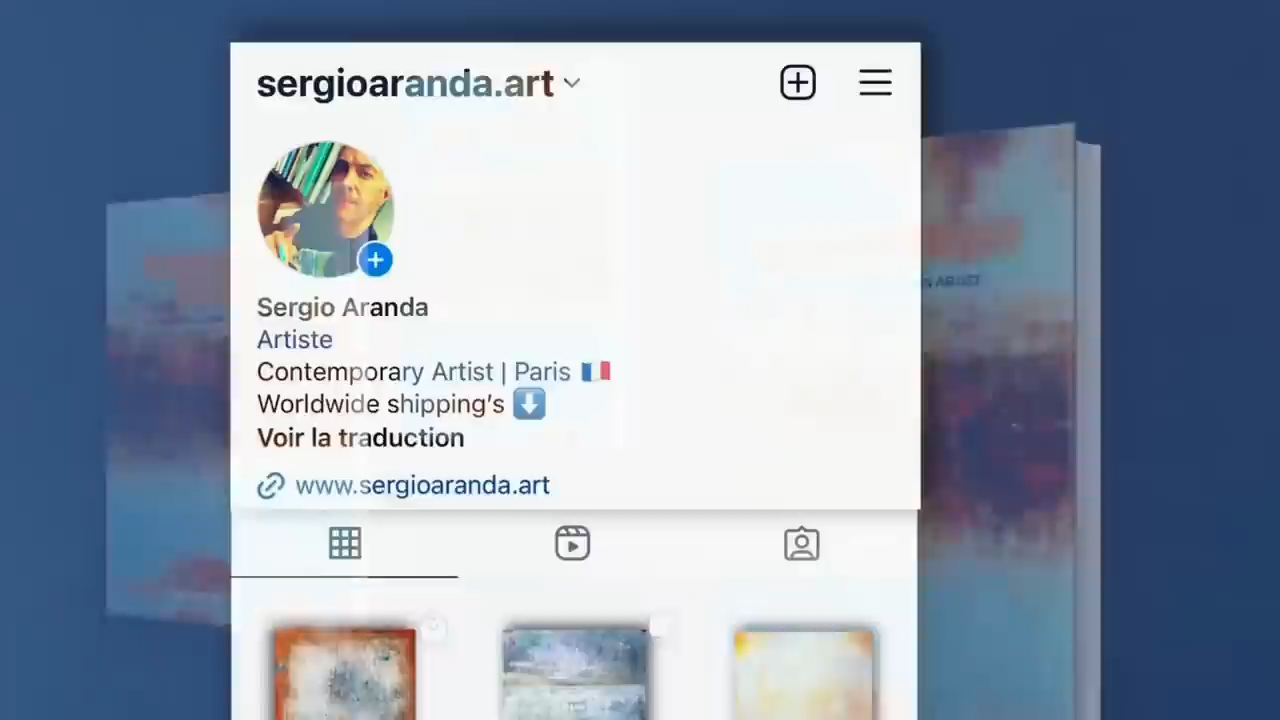 sergioaranda.art
Sergio Aranda
Artiste
Contemporary Artist | Paris 🇫🇷
Worldwide shipping’s ⬇️
Voir la traduction
www.sergioaranda.art